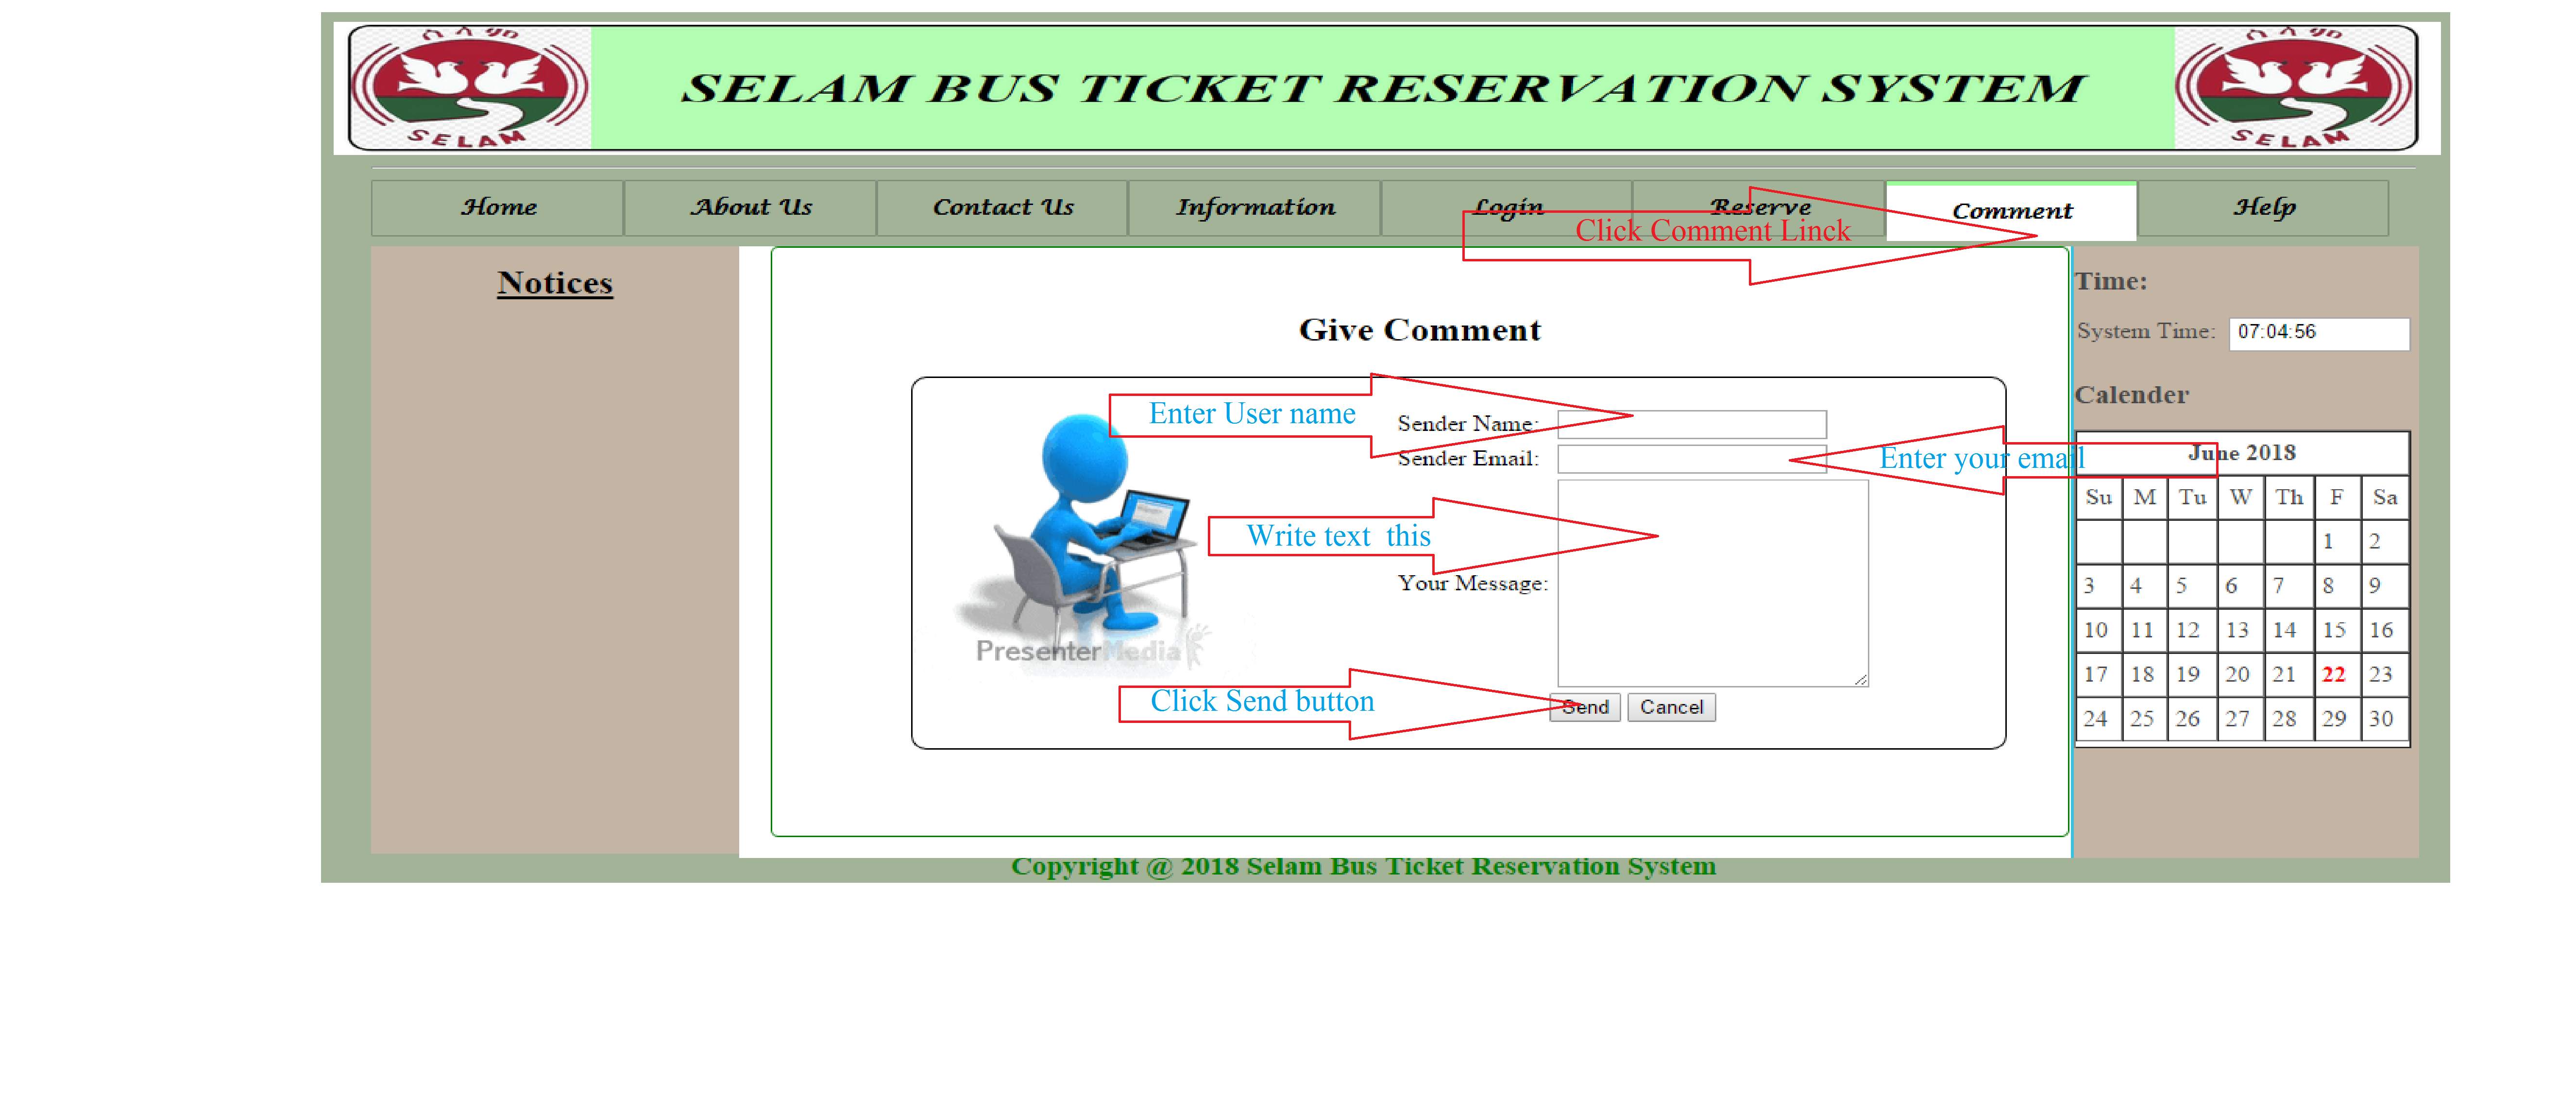 ሰላም
SELAM
SELAM BUS TICKET RESERVATION SYSTEM
ሰላም
SELAM
Home About Us Contact Us Information Login Reserve Comment Help
Click Comment Linck
Notices
Give Comment
Enter User name
Sender Name:
Sender Email:
Enter your email
Write text this
Your Message:
PresenterMedia
Click Send button
Send Cancel
Time:
System Time: 07:04:56
Calender
June 2018
Su M Tu W Th F Sa
1 2
3 4 5 6 7 8 9
10 11 12 13 14 15 16
17 18 19 20 21 22 23
24 25 26 27 28 29 30
Copyright @ 2018 Selam Bus Ticket Reservation System